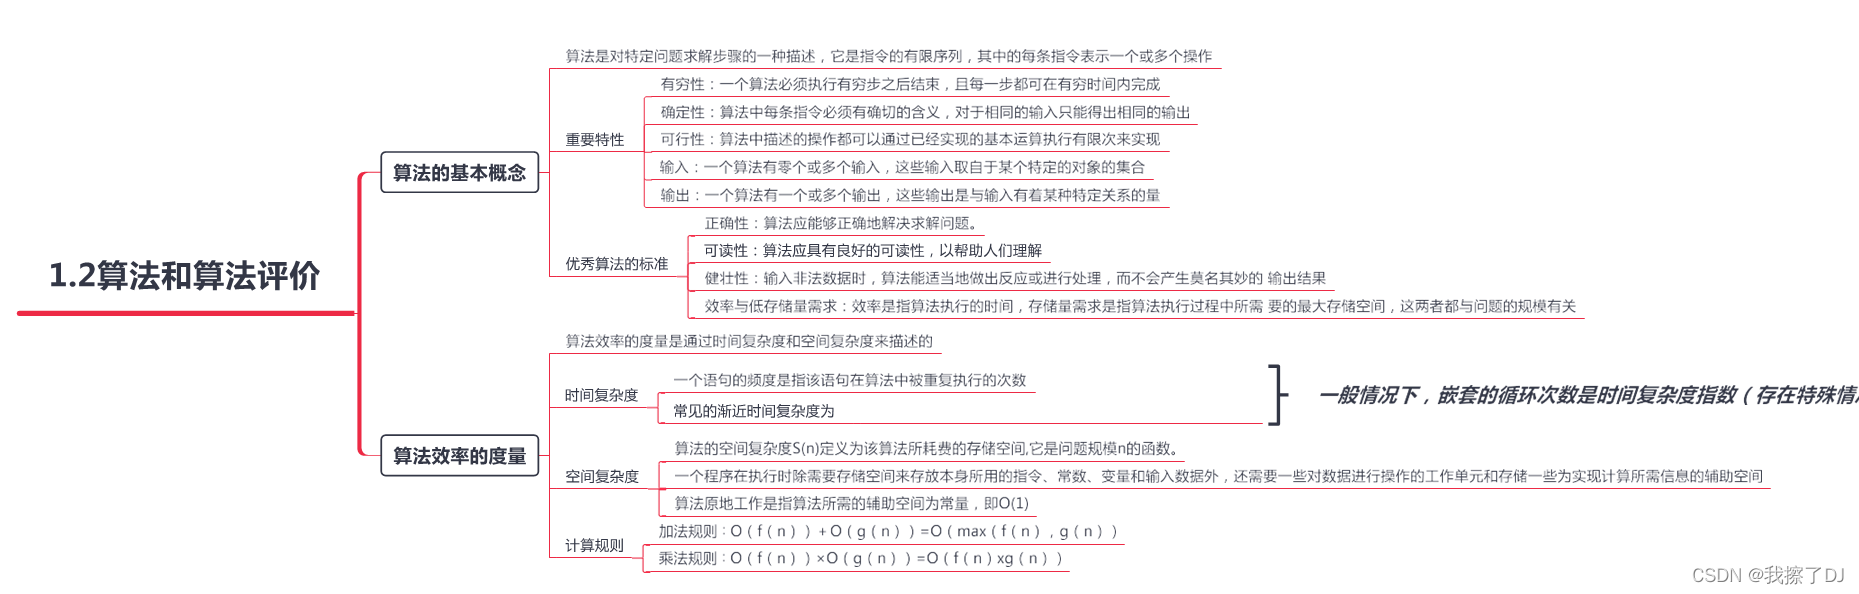 1.2算法和算法评价
算法的基本概念
算法是对特定问题求解步骤的一种描述，它是指令的有限序列，其中的每条指令表示一个或多个操作
重要特性
有穷性：一个算法必须执行有穷步之后结束，且每一步都可在有穷时间内完成
确定性：算法中每条指令必须有确切的含义，对于相同的输入只能得出相同的输出
可行性：算法中描述的操作都可以通过已经实现的基本运算执行有限次来实现
输入：一个算法有零个或多个输入，这些输入取自于某个特定的对象的集合
输出：一个算法有一个或多个输出，这些输出是与输入有着某种特定关系的量
优秀算法的标准
正确性：算法应能够正确地解决求解问题。
可读性：算法应具有良好的可读性，以帮助人们理解
健壮性：输入非法数据时，算法能适当地做出反应或进行处理，而不会产生莫名其妙的 输出结果
效率与低存储量需求：效率是指算法执行的时间，存储量需求是指算法执行过程中所需 要的最大存储空间，这两者都与问题的规模有关
算法效率的度量
算法效率的度量是通过时间复杂度和空间复杂度来描述的
时间复杂度
一个语句的频度是指该语句在算法中被重复执行的次数
常见的渐近时间复杂度为
一般情况下，嵌套的循环次数是时间复杂度指数（存在特殊情
空间复杂度
算法的空间复杂度S(n)定义为该算法所耗费的存储空间,它是问题规模n的函数。
一个程序在执行时除需要存储空间来存放本身所用的指令、常数、变量和输入数据外，还需要一些对数据进行操作的工作单元和存储一些为实现计算所需信息的辅助空间
算法原地工作是指算法所需的辅助空间为常量，即O(1)
计算规则
加法规则：O（f（n））+O（g（n））=O（max（f（n），g（n））
乘法规则：O（f（n））×O（g（n））=O（f（n）xg（n））
CSDN @我擦了DJ